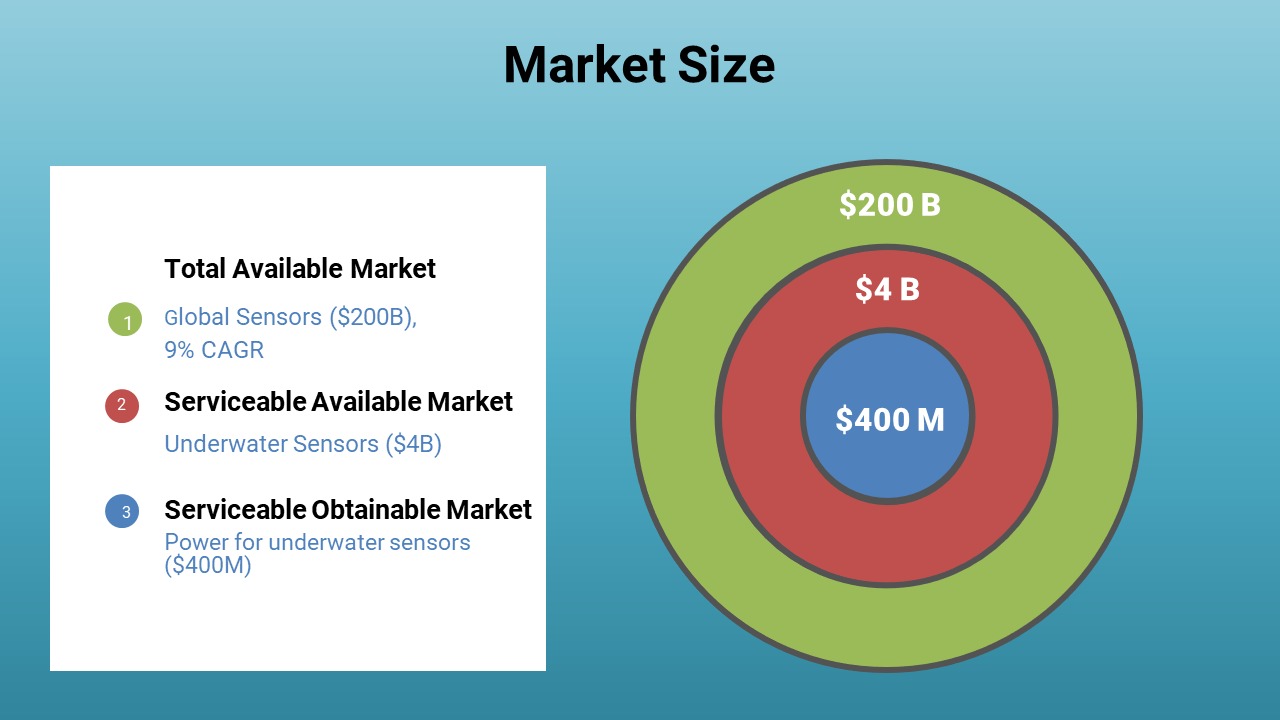 Market Size
Total Available Market
1
Global Sensors ($200B),
9% CAGR
2
Serviceable Available Market
Underwater Sensors ($4B)
3
Serviceable Obtainable Market
Power for underwater sensors
($400M)
$200 B
$4 B
$400 M